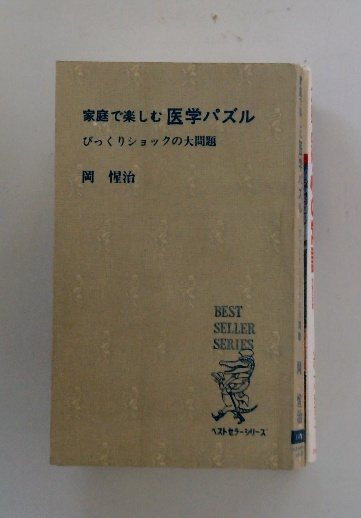 家庭で楽しむ 医学パズル
びっくりショックの大問題
岡 惺治
BEST
SELLER
SERIES
ベストセラーシリーズ